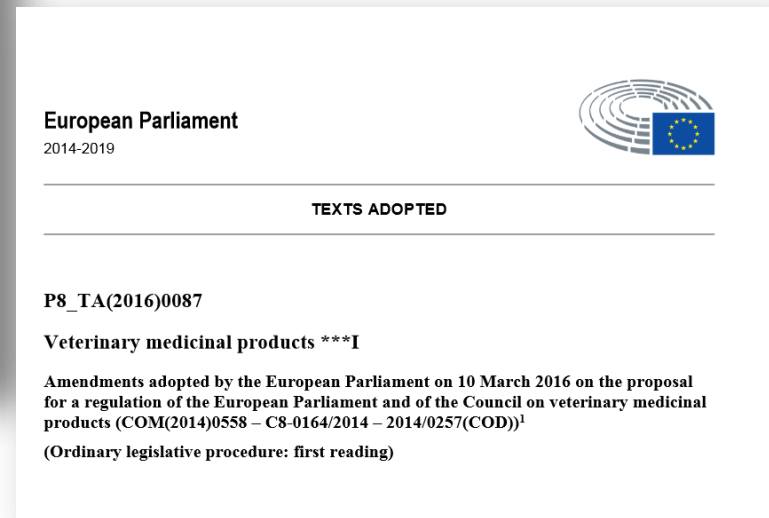 European Parliament
2014-2019
TEXTS ADOPTED
P8_TA(2016)0087
Veterinary medicinal products ***I
Amendments adopted by the European Parliament on 10 March 2016 on the proposal
for a regulation of the European Parliament and of the Council on veterinary medicinal
products (COM(2014)0558 – C8-0164/2014 – 2014/0257(COD))¹
(Ordinary legislative procedure: first reading)